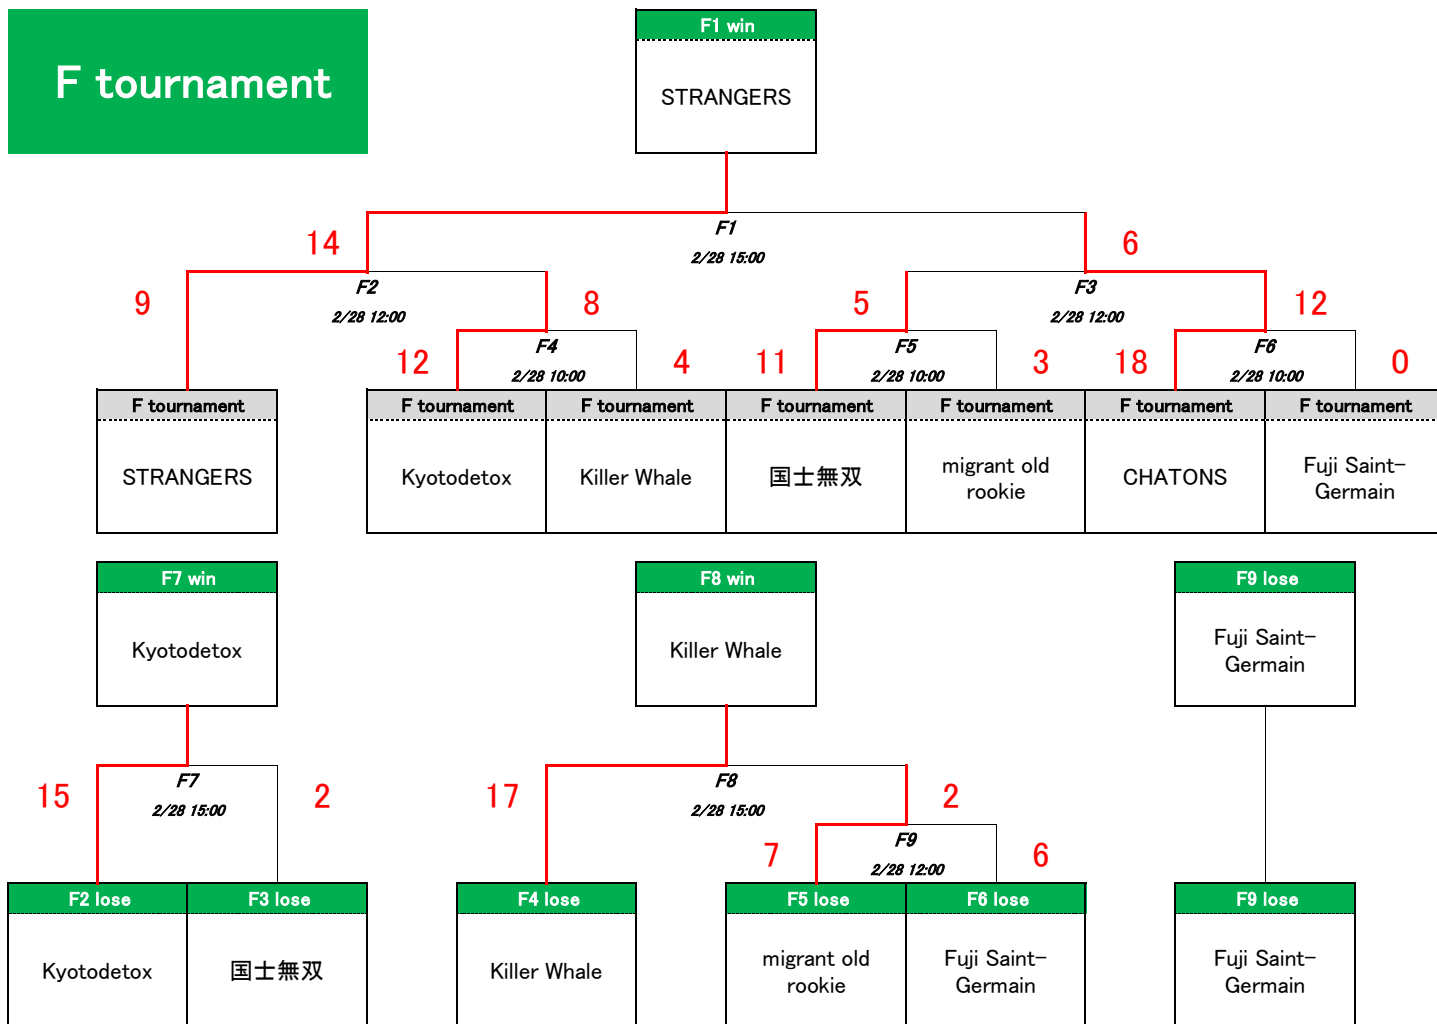 F tournament
F1 win
STRANGERS
F1
2/28 15:00
14
6
F2
2/28 12:00
9
8
F3
2/28 12:00
5
12
F4
2/28 10:00
12
4
F5
2/28 10:00
11
3
F6
2/28 10:00
18
0
F tournament
STRANGERS
F tournament
Kyotodetox
F tournament
Killer Whale
F tournament
国士無双
F tournament
migrant old
rookie
F tournament
CHATONS
F tournament
Fuji Saint-
Germain
F7 win
Kyotodetox
F7
2/28 15:00
15
2
F2 lose
Kyotodetox
F3 lose
国士無双
F8 win
Killer Whale
F8
2/28 15:00
17
2
F9
2/28 12:00
7
6
F4 lose
Killer Whale
F5 lose
migrant old
rookie
F6 lose
Fuji Saint-
Germain
F9 lose
Fuji Saint-
Germain
F9 lose
Fuji Saint-
Germain